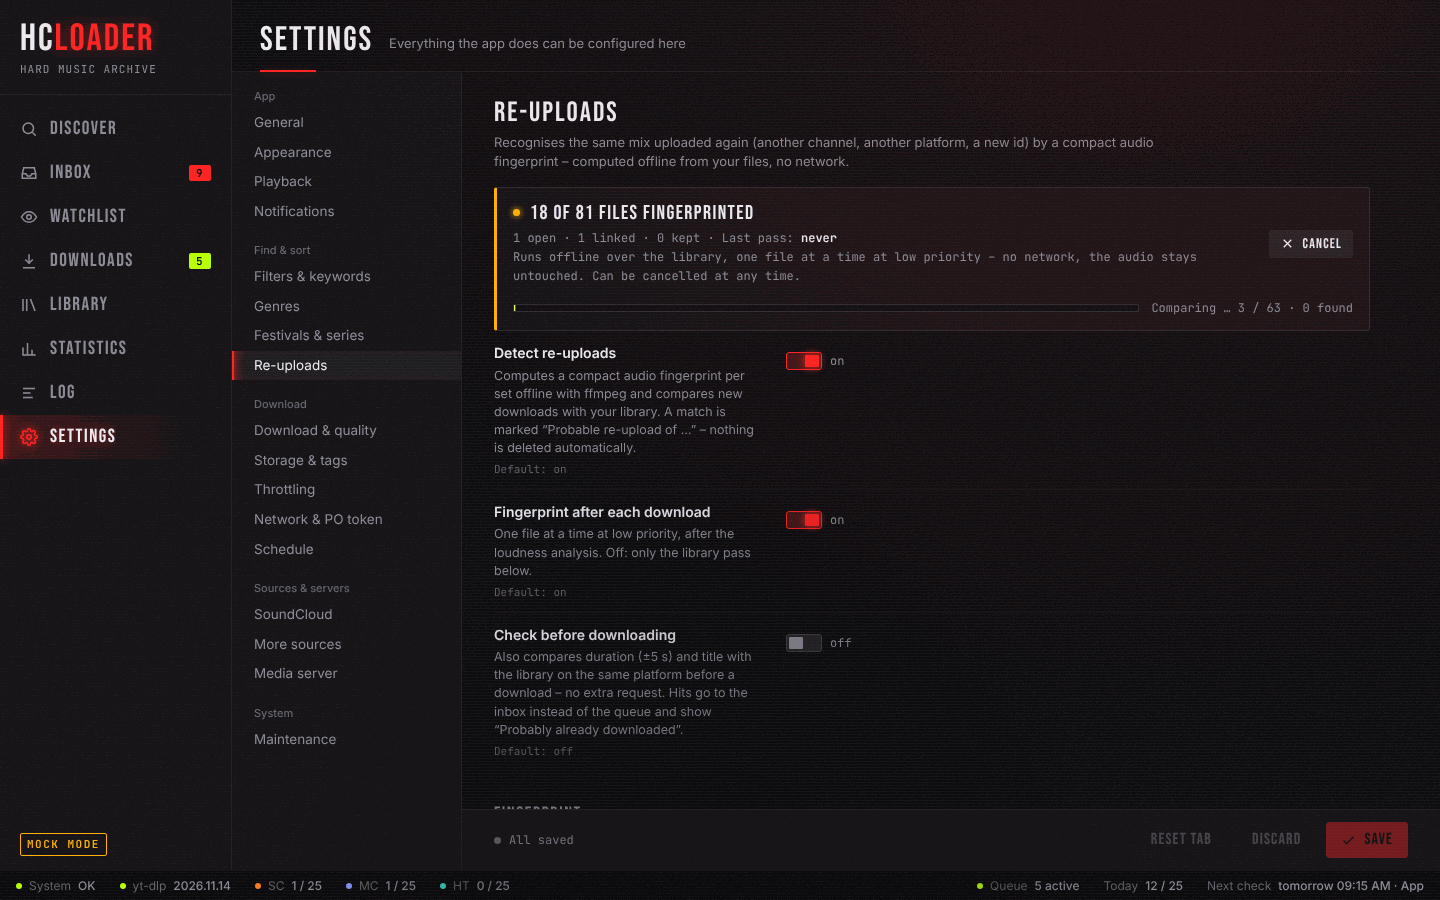 HCLOADER
HARD MUSIC ARCHIVE
DISCOVER
INBOX 9
WATCHLIST
DOWNLOADS 5
LIBRARY
STATISTICS
LOG
SETTINGS
MOCK MODE
SETTINGS Everything the app does can be configured here
App
General
Appearance
Playback
Notifications
Find & sort
Filters & keywords
Genres
Festivals & series
Re-uploads
Download
Download & quality
Storage & tags
Throttling
Network & PO token
Schedule
Sources & servers
SoundCloud
More sources
Media server
System
Maintenance
RE-UPLOADS
Recognises the same mix uploaded again (another channel, another platform, a new id) by a compact audio
fingerprint – computed offline from your files, no network.
18 OF 81 FILES FINGERPRINTED
1 open · 1 linked · 0 kept · Last pass: never
Runs offline over the library, one file at a time at low priority – no network, the audio stays
untouched. Can be cancelled at any time.
CANCEL
Comparing … 3 / 63 · 0 found
Detect re-uploads
on
Computes a compact audio fingerprint per
set offline with ffmpeg and compares new
downloads with your library. A match is
marked “Probable re-upload of …” – nothing
is deleted automatically.
Default: on
Fingerprint after each download
on
One file at a time at low priority, after the
loudness analysis. Off: only the library pass
below.
Default: on
Check before downloading
off
Also compares duration (±5 s) and title with
the library on the same platform before a
download – no extra request. Hits go to the
inbox instead of the queue and show
“Probably already downloaded”.
Default: off
FINGERPRINT
All saved
RESET TAB DISCARD SAVE
System OK yt-dlp 2026.11.14 SC 1 / 25 MC 1 / 25 HT 0 / 25 Queue 5 active Today 12 / 25 Next check tomorrow 09:15 AM · App